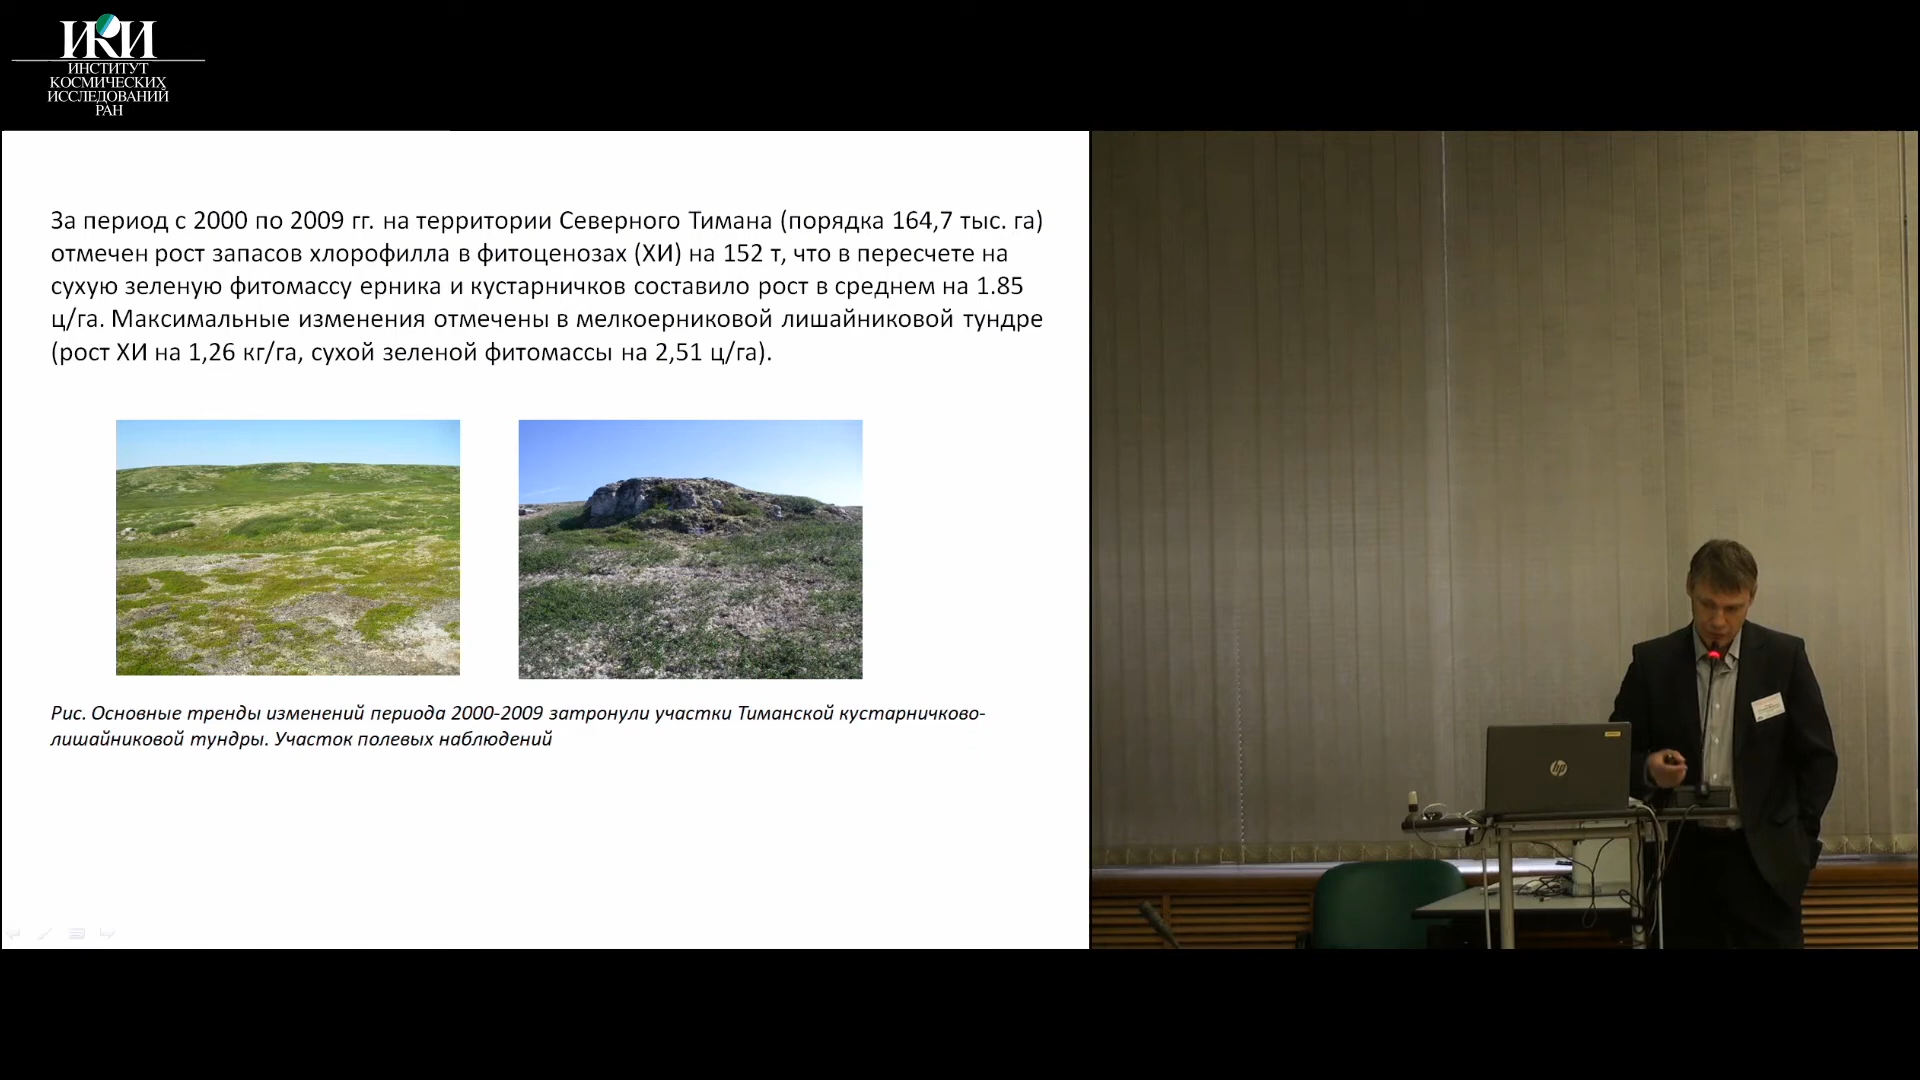 ИКИ
ИНСТИТУТ
КОСМИЧЕСКИХ
ИССЛЕДОВАНИЙ
РАН
За период с 2000 по 2009 гг. на территории Северного Тимана (порядка 164,7 тыс. га)
отмечен рост запасов хлорофилла в фитоценозах (ХИ) на 152 т, что в пересчете на
сухую зеленую фитомассу ерника и кустарничков составило рост в среднем на 1.85
ц/га. Максимальные изменения отмечены в мелкоерниковой лишайниковой тундре
(рост ХИ на 1,26 кг/га, сухой зеленой фитомассы на 2,51 ц/га).
Рис. Основные тренды изменений периода 2000-2009 затронули участки Тиманской кустарничково-
лишайниковой тундры. Участок полевых наблюдений
hp